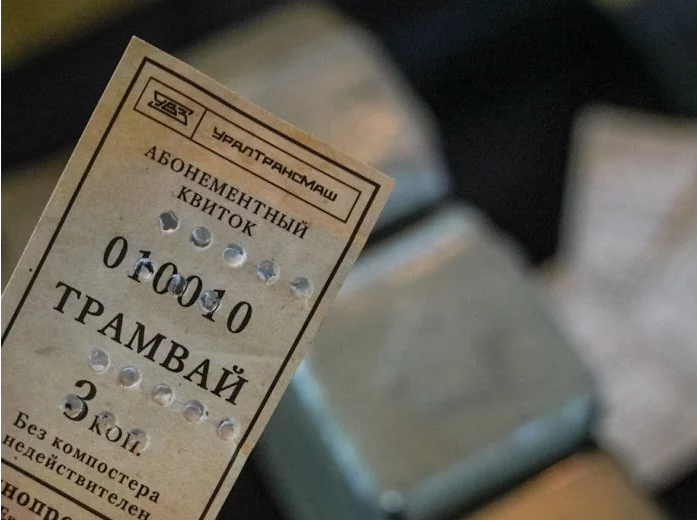 УВЗ УРАЛТРАНСМАШ
АБОНЕМЕНТНЫЙ
КВИТОК
010010
ТРАМВАЙ
3 КОП.
Без компостера
недействителен